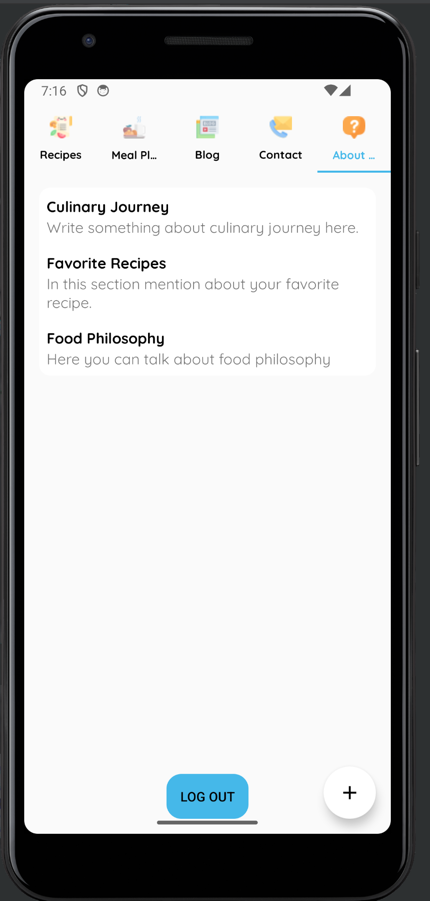 7:16
Recipes
Meal Pl...
Blog
Contact
About ...
Culinary Journey
Write something about culinary journey here.
Favorite Recipes
In this section mention about your favorite
recipe.
Food Philosophy
Here you can talk about food philosophy
LOG OUT
+